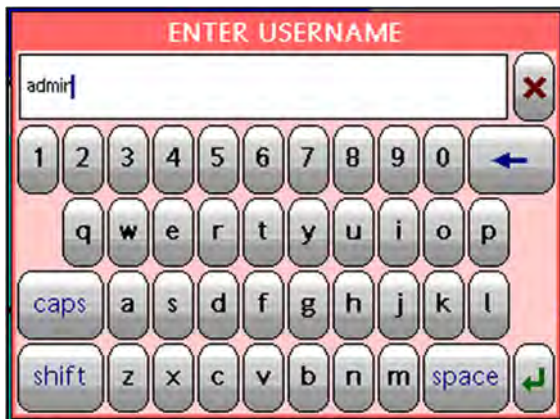 ENTER USERNAME
admin
1 2 3 4 5 6 7 8 9 0
q w e r t y u i o p
caps a s d f g h j k l
shift z x c v b n m space